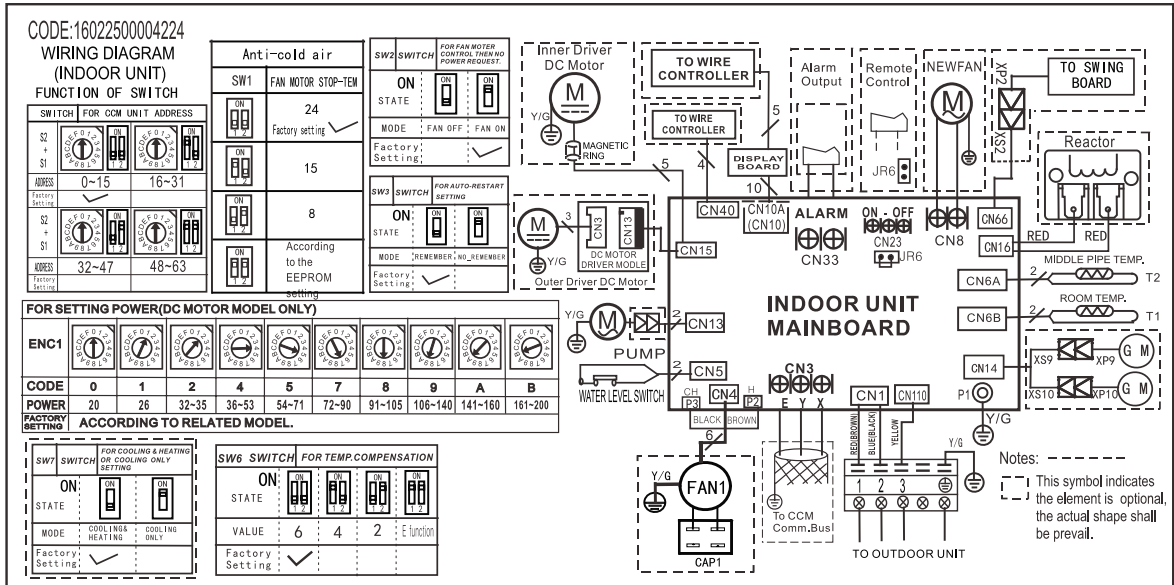 CODE:16022500004224
WIRING DIAGRAM
(INDOOR UNIT)
FUNCTION OF SWITCH
SWITCH FOR CCM UNIT ADDRESS
S2
+
S1
ADDRESS 0~15 16~31
Factory
Setting
S2
+
S1
ADDRESS 32~47 48~63
Factory
Setting
Anti-cold air
SW1 FAN MOTOR STOP-TEM
ON
1 2
24
Factory setting
ON
1 2
15
ON
1 2
8
ON
1 2
According
to the
EEPROM
setting
SW2 SWITCH FOR FAN MOTER
CONTROL THEN NO
POWER REQUEST.
ON
STATE
MODE FAN OFF FAN ON
Factory
Setting
SW3 SWITCH FOR AUTO-RESTART
SETTING
ON
STATE
MODE REMEMBER NO_REMEMBER
Factory
Setting
FOR SETTING POWER(DC MOTOR MODEL ONLY)
ENC1
CODE 0 1 2 4 5 7 8 9 A B
POWER 20 26 32~35 36~53 54~71 72~90 91~105 106~140 141~160 161~200
FACTORY
SETTING ACCORDING TO RELATED MODEL.
SW7 SWITCH FOR COOLING & HEATING
OR COOLING ONLY
SETTING
ON
STATE
MODE COOLING&
HEATING COOLING
ONLY
Factory
Setting
SW6 SWITCH FOR TEMP.COMPENSATION
ON
STATE
VALUE 6 4 2 E function
Factory
Setting
Inner Driver
DC Motor
M
Y/G
MAGNETIC
RING
5
TO WIRE
CONTROLLER
TO WIRE
CONTROLLER
5
4
DISPLAY
BOARD
10
Alarm
Output
Remote
Control
JR6
NEWFAN
M
XP2
XS2
TO SWING
BOARD
Reactor
RED RED
M
Y/G
3
CN3
CN13
DC MOTOR
DRIVER MODLE
Outer Driver DC Motor
CN15
CN40
CN10A
(CN10)
ALARM
CN33
ON - OFF
CN23
JR6
CN8
CN66
CN16
CN6A 2 MIDDLE PIPE TEMP. T2
CN6B 2 ROOM TEMP. T1
INDOOR UNIT
MAINBOARD
Y/G
M
2
CN13
PUMP
2
CN5
WATER LEVEL SWITCH
CN14
XS9 XP9 G M
XS10 XP10 G M
CH
P3
CN4
H
P2
BLACK BROWN
6
Y/G
FAN1
CAP1
CN3
E Y X
To CCM
Comm.Bus
CN1
CN110
P1
Y/G
RED(BROWN)
BLUE(BLACK)
YELLOW
Y/G
1 2 3
TO OUTDOOR UNIT
Notes:
This symbol indicates
the element is optional,
the actual shape shall
be prevail.